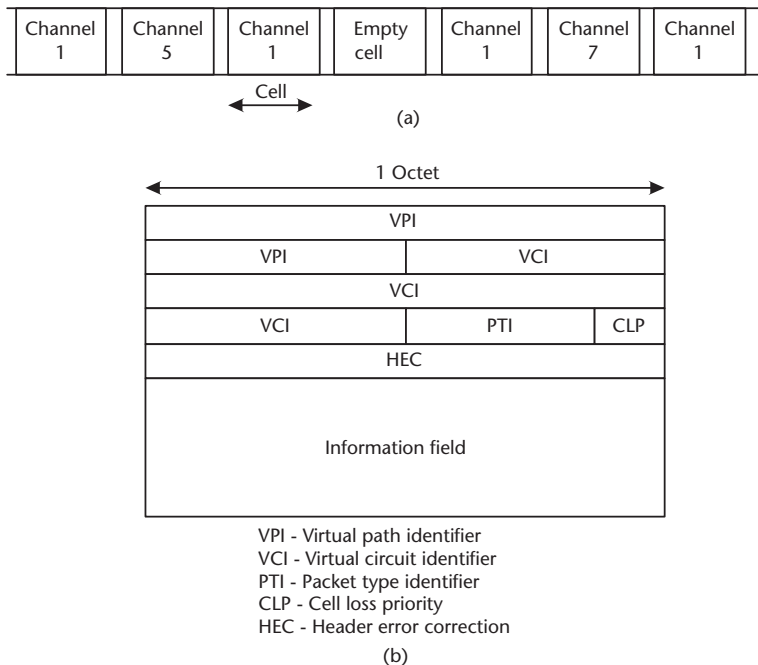 Channel 1
Channel 5
Channel 1
Empty cell
Channel 1
Channel 7
Channel 1
Cell
(a)
1 Octet
VPI
VPI VCI
VCI
VCI PTI CLP
HEC
Information field
VPI - Virtual path identifier
VCI - Virtual circuit identifier
PTI - Packet type identifier
CLP - Cell loss priority
HEC - Header error correction
(b)